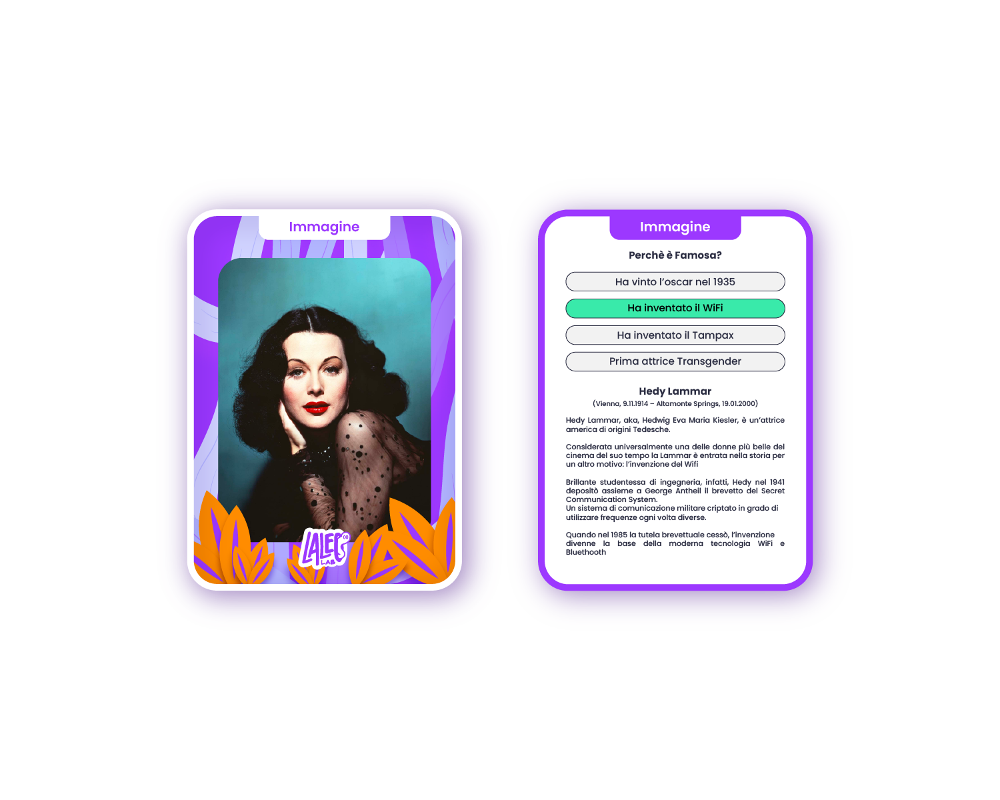 Immagine
LALEO
LAB
Immagine
Perchè è Famosa?
Ha vinto l'oscar nel 1935
Ha inventato il WiFi
Ha inventato il Tampax
Prima attrice Transgender
Hedy Lammar
(Vienna, 9.11.1914 – Altamonte Springs, 19.01.2000)
Hedy Lammar, aka, Hedwig Eva Maria Kiesler, è un'attrice
america di origini Tedesche.
Considerata universalmente una delle donne più belle del
cinema del suo tempo la Lammar è entrata nella storia per
un altro motivo: l'invenzione del Wifi
Brillante studentessa di ingegneria, infatti, Hedy nel 1941
depositò assieme a George Antheil il brevetto del Secret
Communication System.
Un sistema di comunicazione militare criptato in grado di
utilizzare frequenze ogni volta diverse.
Quando nel 1985 la tutela brevettuale cessò, l'invenzione
divenne la base della moderna tecnologia WiFi e
Bluethooth